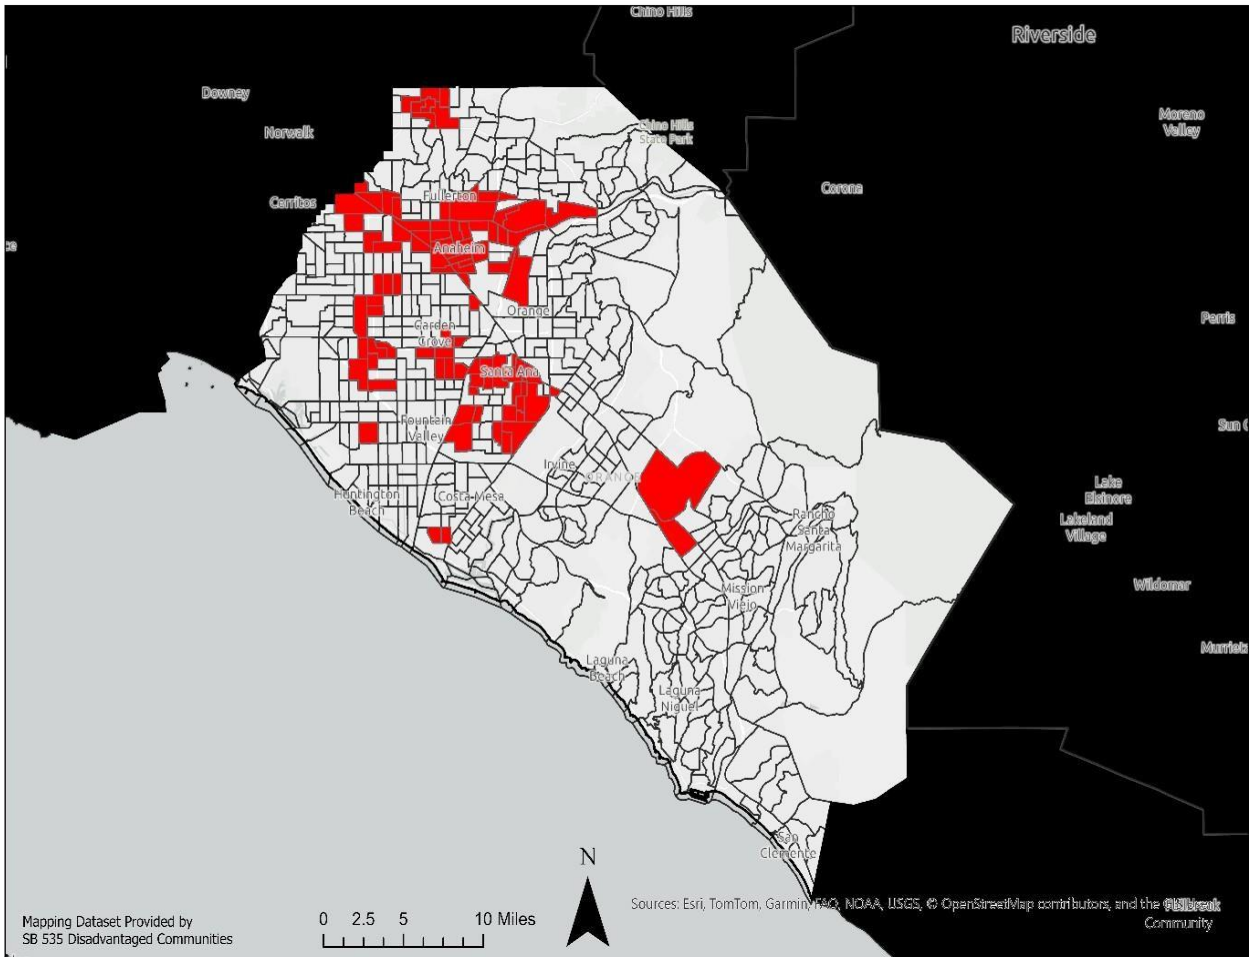 Chino Hills
Riverside
Downey
Moreno
Valley
Norwalk
Chino Hills
State Park
Corona
Cerritos
Fullerton
ce
Anaheim
Orange
Perris
Garden
Grove
Santa Ana
Fountain
Valley
Sun C
Irvine
ORANGE
Lake
Elsinore
Huntington
Beach
Costa Mesa
Rancho
Santa
Margarita
Lakeland
Village
Mission
Viejo
Wildomar
Laguna
Beach
Murrieta
Laguna
Niguel
San
Clemente
N
Mapping Dataset Provided by
SB 535 Disadvantaged Communities
0 2.5 5 10 Miles
Sources: Esri, TomTom, Garmin, FAO, NOAA, USGS, © OpenStreetMap contributors, and the GIS User
Community